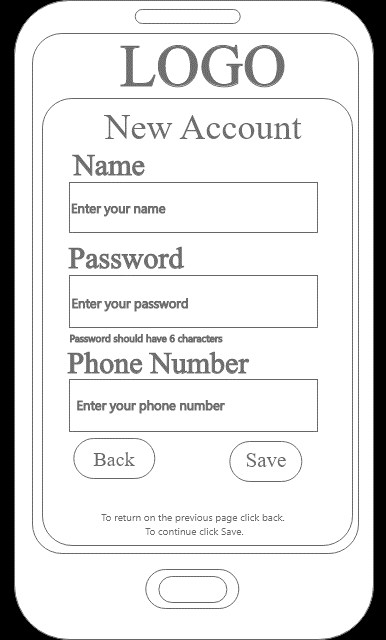 LOGO
New Account
Name
Enter your name
Password
Enter your password
Password should have 6 characters
Phone Number
Enter your phone number
Back Save
To return on the previous page click back.
To continue click Save.